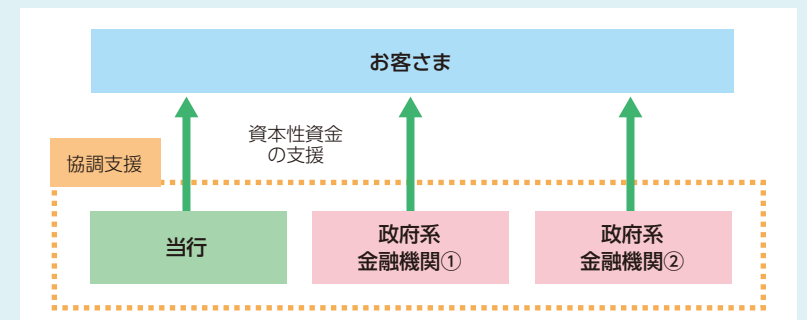 お客さま
資本性資金
の支援
協調支援
当行
政府系
金融機関①
政府系
金融機関②